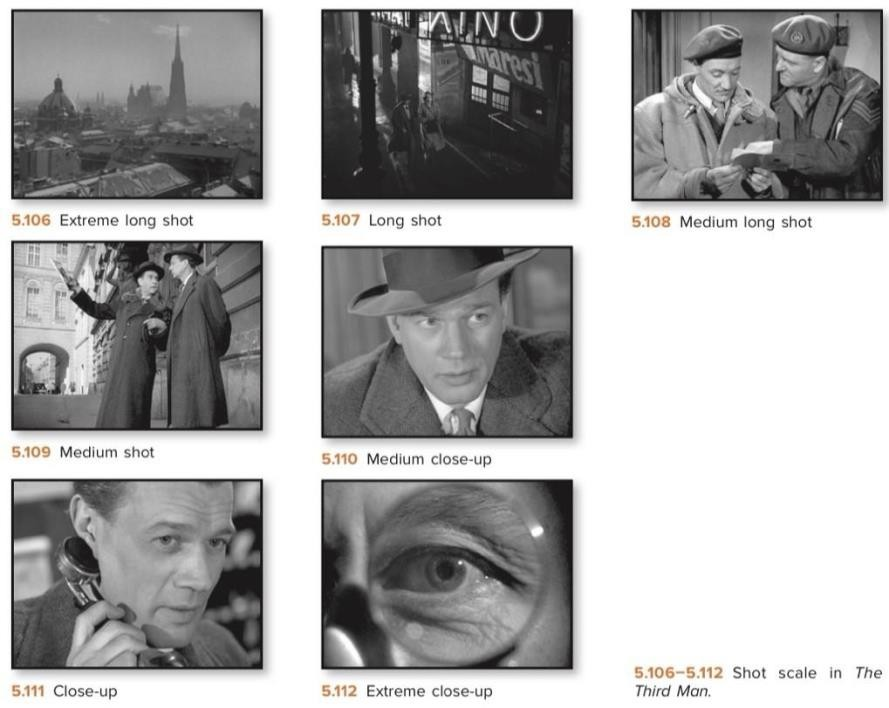 KINO
Maresi
5.106 Extreme long shot
5.107 Long shot
5.108 Medium long shot
5.109 Medium shot
5.110 Medium close-up
5.111 Close-up
5.112 Extreme close-up
5.106–5.112 Shot scale in The
Third Man.